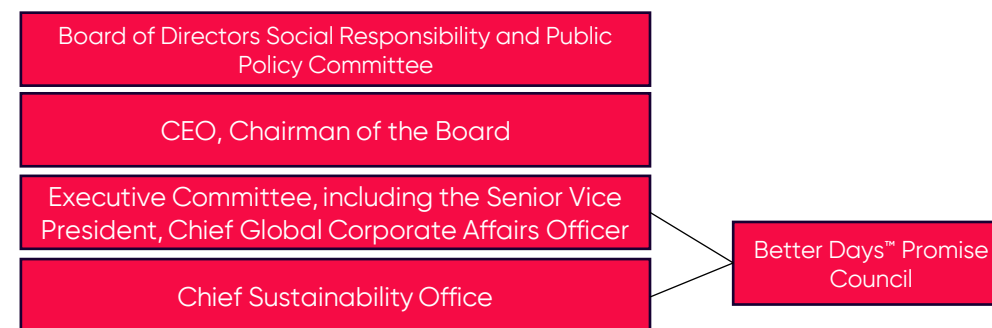 Board of Directors Social Responsibility and Public
Policy Committee
CEO, Chairman of the Board
Executive Committee, including the Senior Vice
President, Chief Global Corporate Affairs Officer
Better Days™ Promise
Council
Chief Sustainability Office